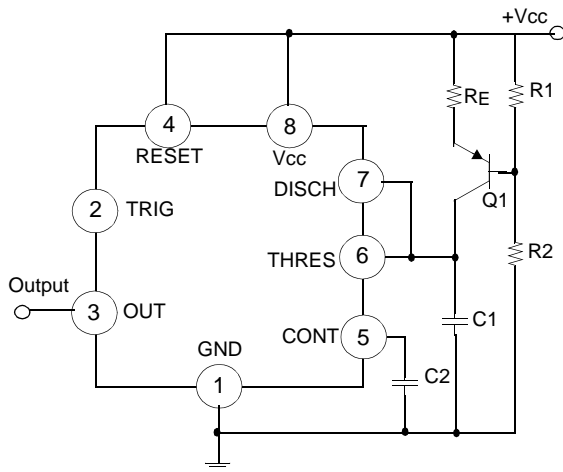 +Vcc
RE
R1
4
RESET
8
Vcc
7
DISCH
Q1
2
TRIG
6
THRES
R2
Output
3
OUT
5
CONT
C1
GND
1
C2